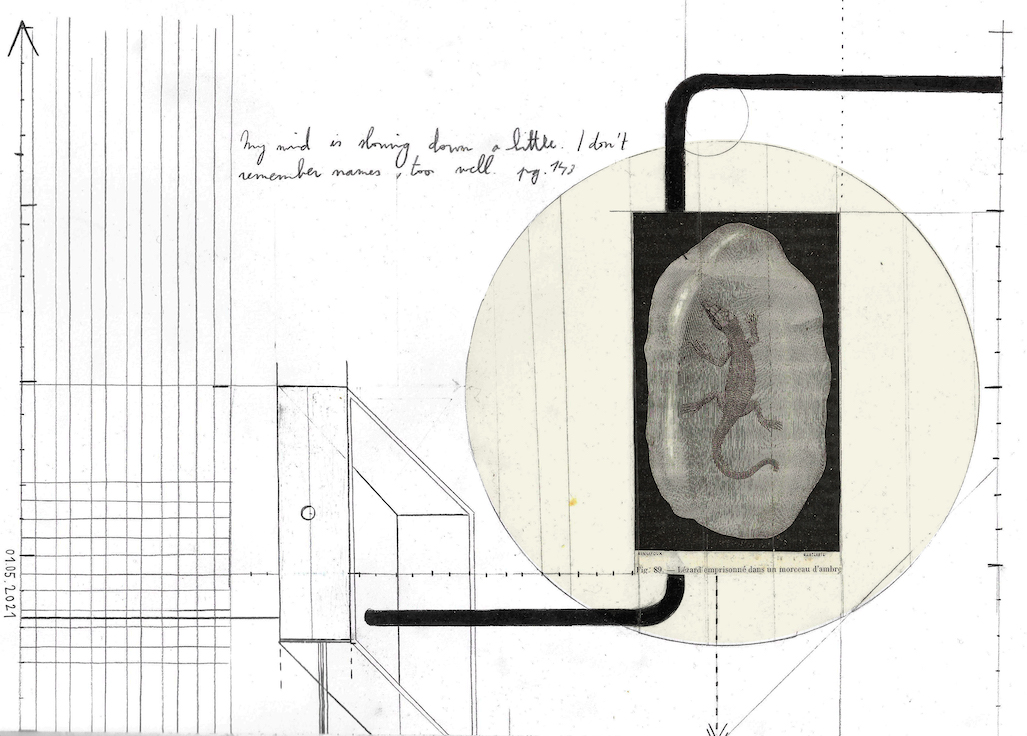 My mind is slowing down a little. I don't
remember names, too well. pg. 143
Fig. 89. — Lézard emprisonné dans un morceau d'ambre
01.05.2021